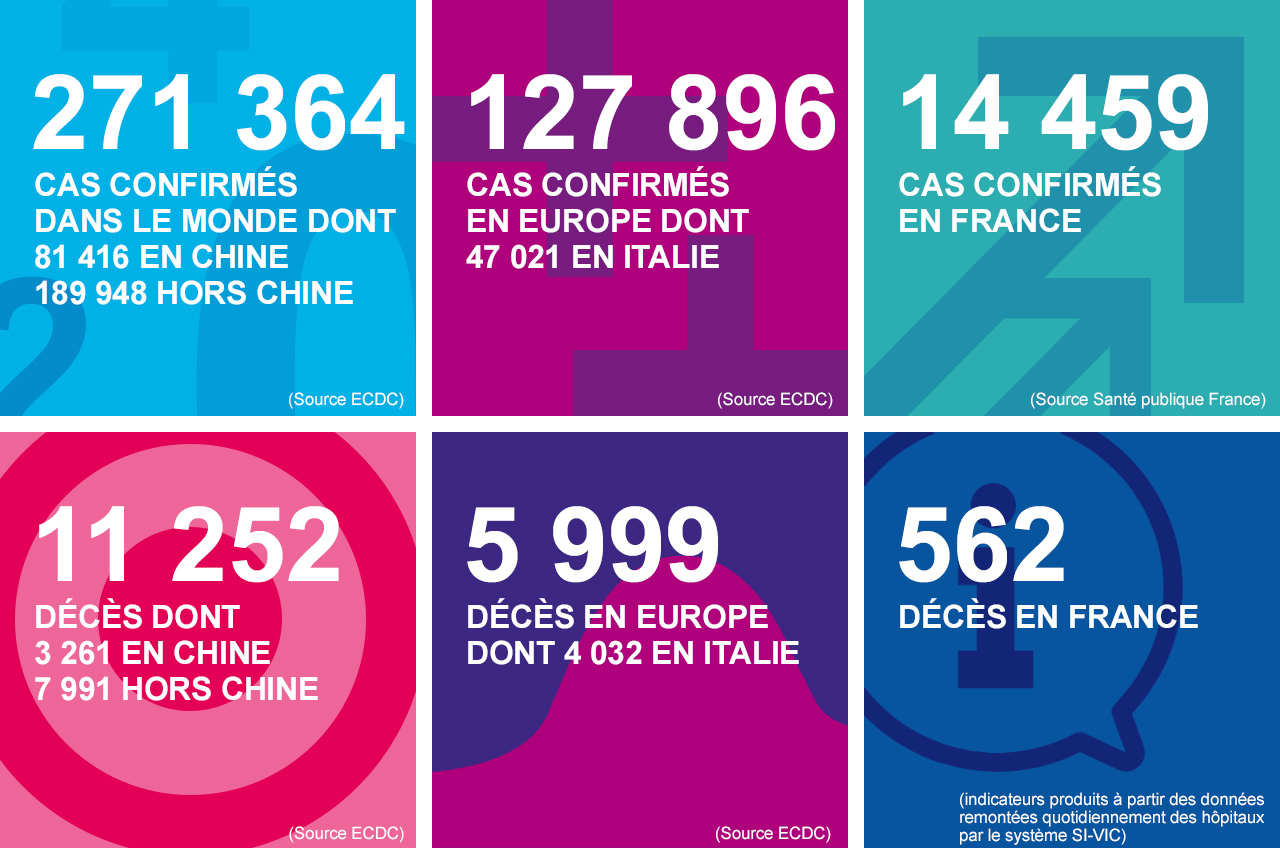 271 364
CAS CONFIRMÉS
DANS LE MONDE DONT
81 416 EN CHINE
189 948 HORS CHINE
(Source ECDC)
127 896
CAS CONFIRMÉS
EN EUROPE DONT
47 021 EN ITALIE
(Source ECDC)
14 459
CAS CONFIRMÉS
EN FRANCE
(Source Santé publique France)
11 252
DÉCÈS DONT
3 261 EN CHINE
7 991 HORS CHINE
(Source ECDC)
5 999
DÉCÈS EN EUROPE
DONT 4 032 EN ITALIE
(Source ECDC)
562
DÉCÈS EN FRANCE
(indicateurs produits à partir des données
remontées quotidiennement des hôpitaux
par le système SI-VIC)